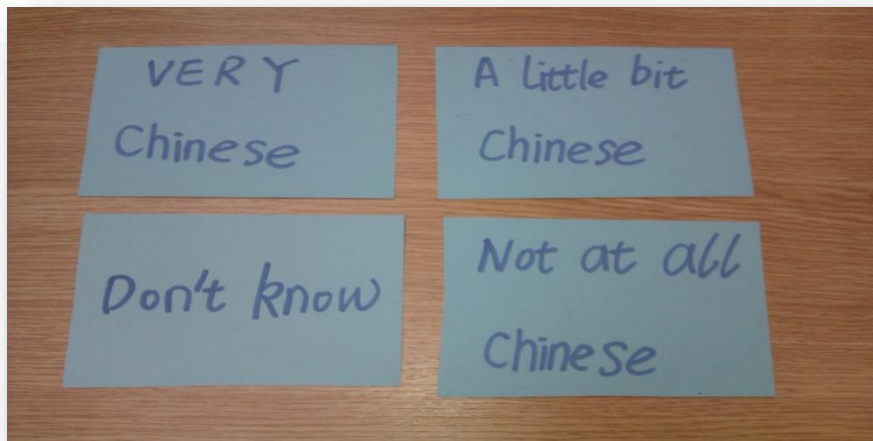 VERY
Chinese
A little bit
Chinese
Don't know
Not at all
Chinese